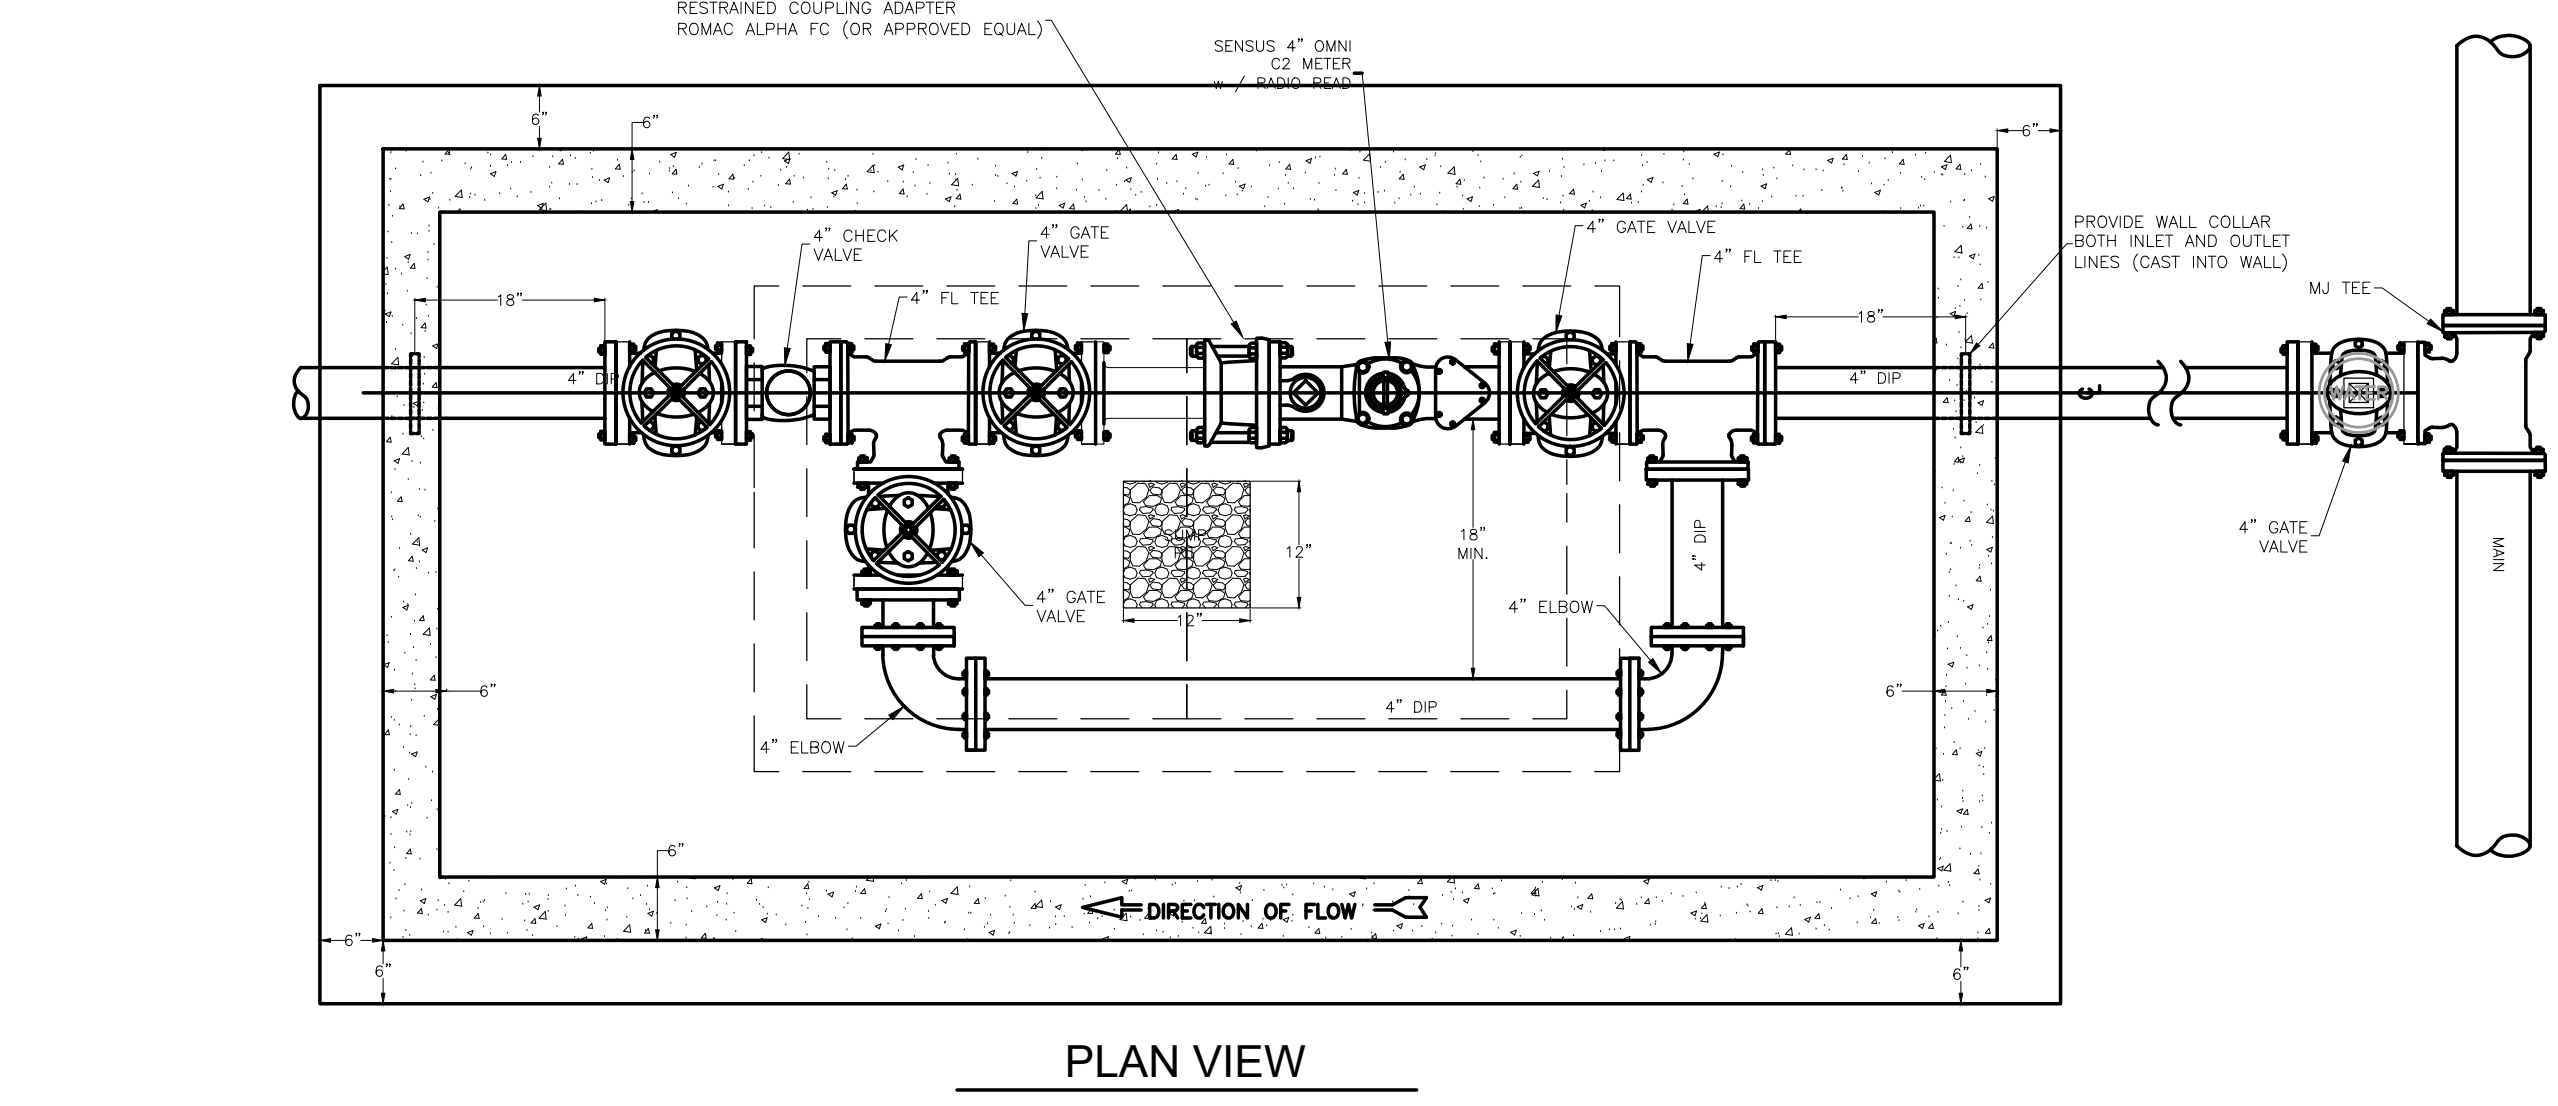 RESTRAINED COUPLING ADAPTER
ROMAC ALPHA FC (OR APPROVED EQUAL)
SENSUS 4" OMNI
C2 METER
w / RADIO READ
6"
6"
6"
PROVIDE WALL COLLAR
BOTH INLET AND OUTLET
LINES (CAST INTO WALL)
4" CHECK
VALVE
4" GATE
VALVE
4" GATE VALVE
4" FL TEE
MJ TEE
18"
4" FL TEE
18"
4" DIP
4" DIP
CL
WATER
SUMP
PIT
12"
12"
18"
MIN.
4" DIP
4" GATE
VALVE
MAIN
4" GATE
VALVE
4" ELBOW
6"
6"
4" DIP
4" ELBOW
6"
DIRECTION OF FLOW
6"
6"
6"
PLAN VIEW